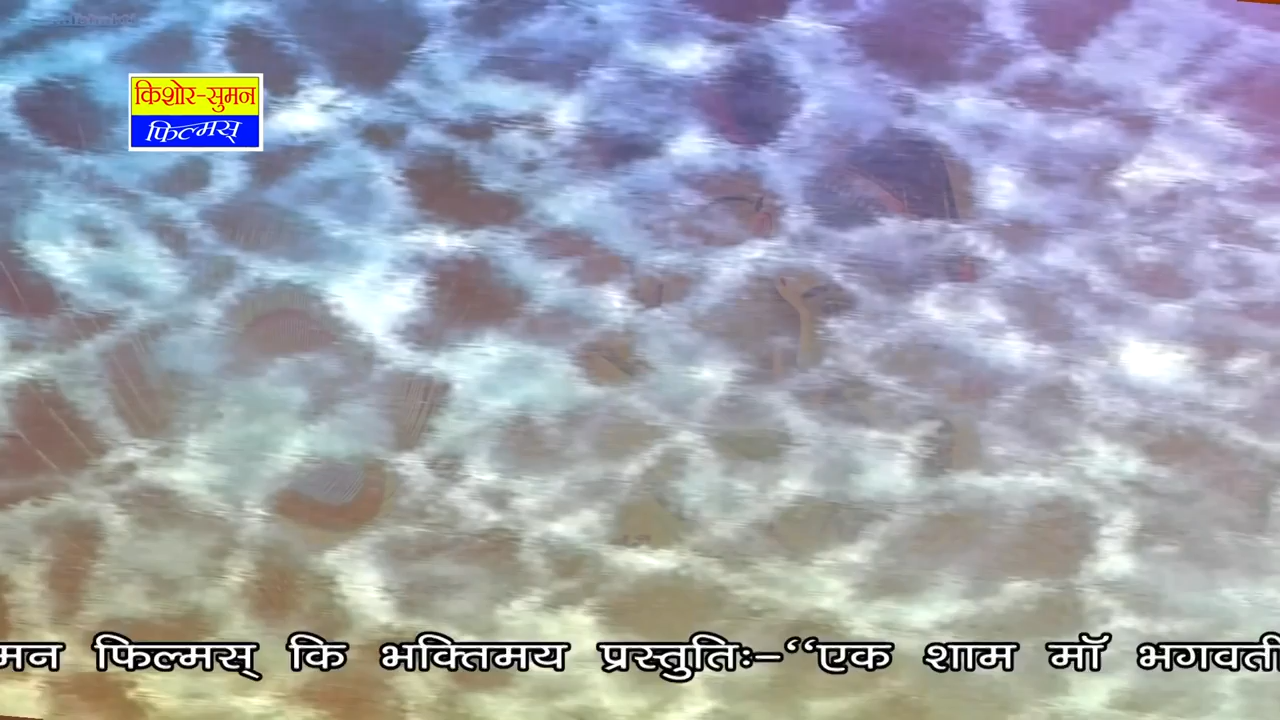 किशोर-सुमन
फिल्मस्
मन फिल्मस् कि भक्तिमय प्रस्तुतिः-“एक शाम मॉ भगवती